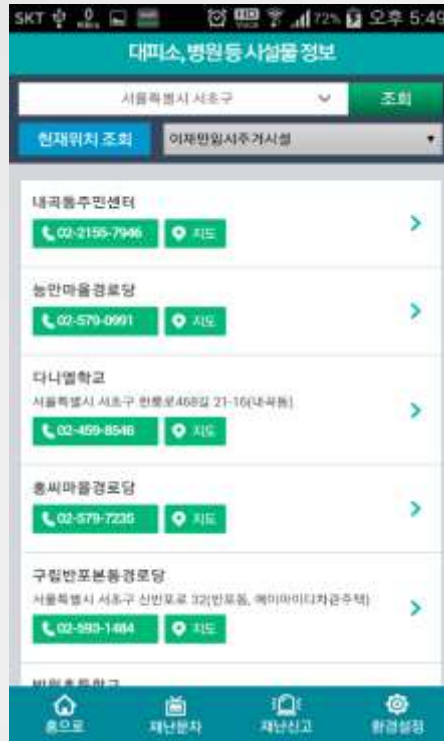 SKT 72% 오후 5:49
대피소,병원 등 시설물 정보
서울특별시 서초구 조회
현재위치 조회 이재민임시주거시설
내곡동주민센터
02-2155-7946 지도
능안마을경로당
02-570-0991 지도
다니엘학교
서울특별시 서초구 헌릉로468길 21-16(내곡동)
02-459-8546 지도
홍씨마을경로당
02-579-7235 지도
구립반포본동경로당
서울특별시 서초구 신반포로 32(반포동, 에이아이디차관주택)
02-593-1484 지도
홈으로 재난문자 재난신고 환경설정